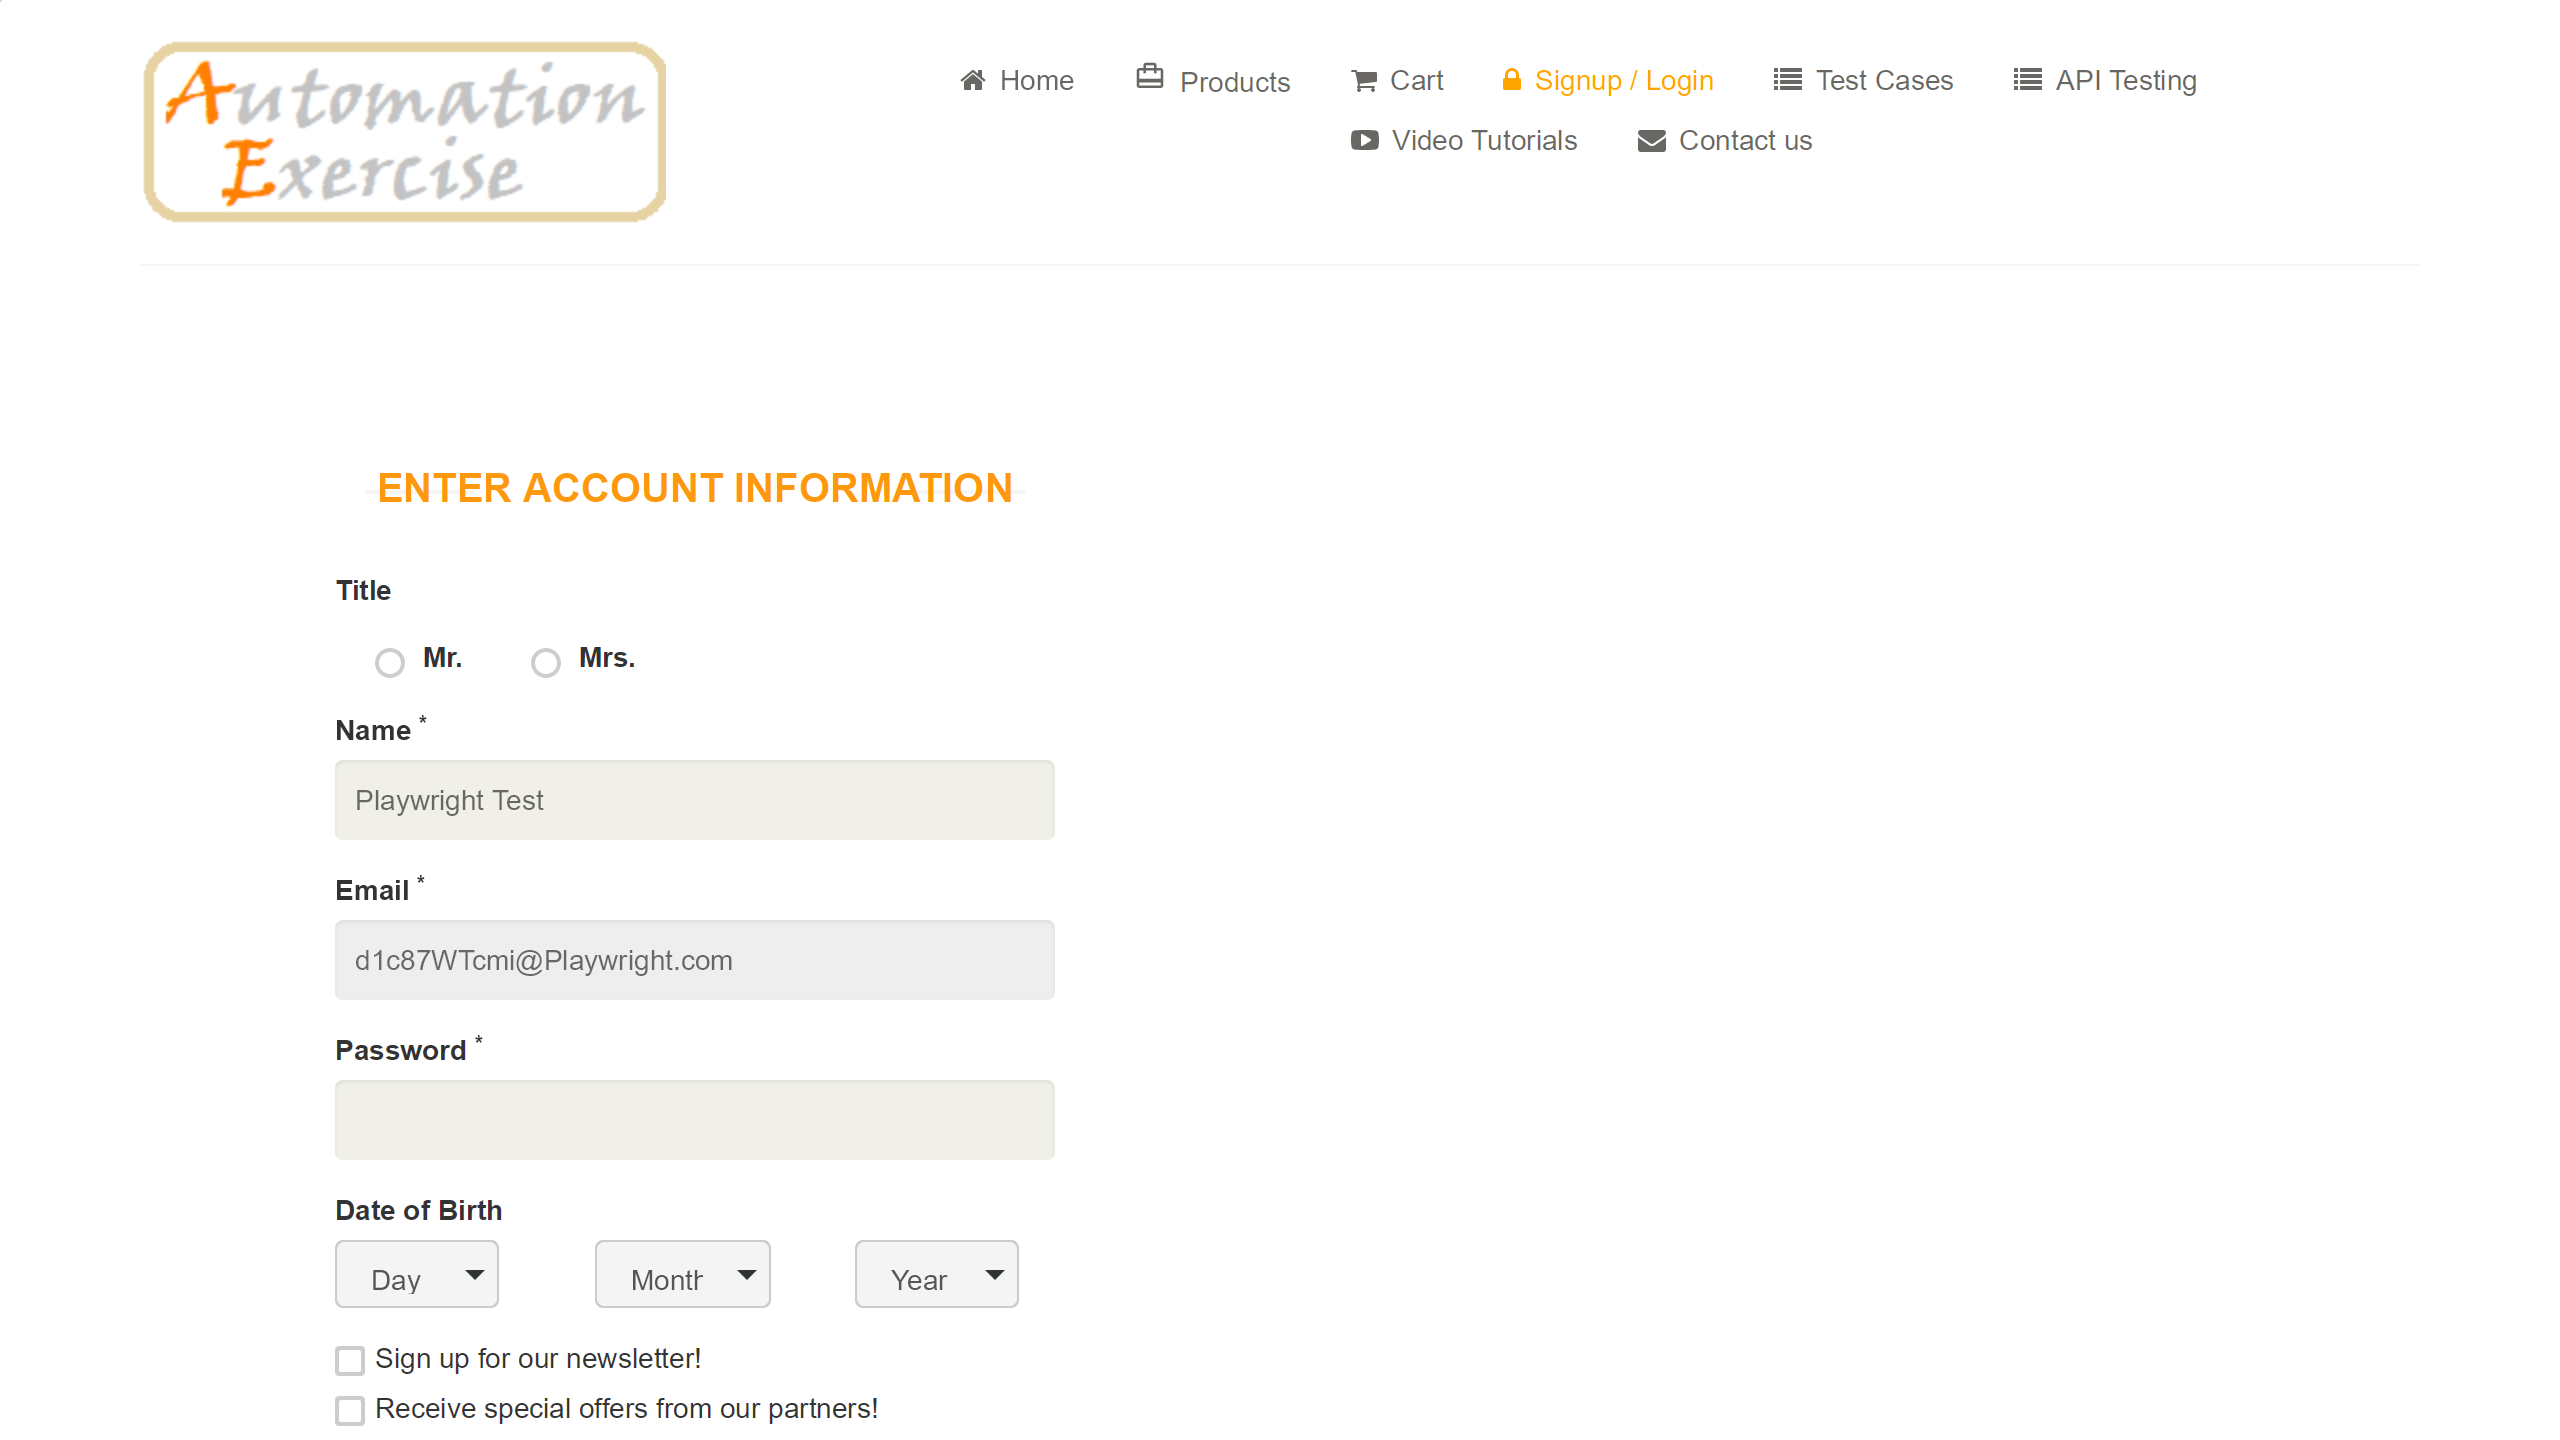 Automation
Exercise
Home
Products
Cart
Signup / Login
Test Cases
API Testing
Video Tutorials
Contact us
ENTER ACCOUNT INFORMATION
Title
Mr.
Mrs.
Name *
Playwright Test
Email *
d1c87WTcmi@Playwright.com
Password *
Date of Birth
Day
Month
Year
Sign up for our newsletter!
Receive special offers from our partners!